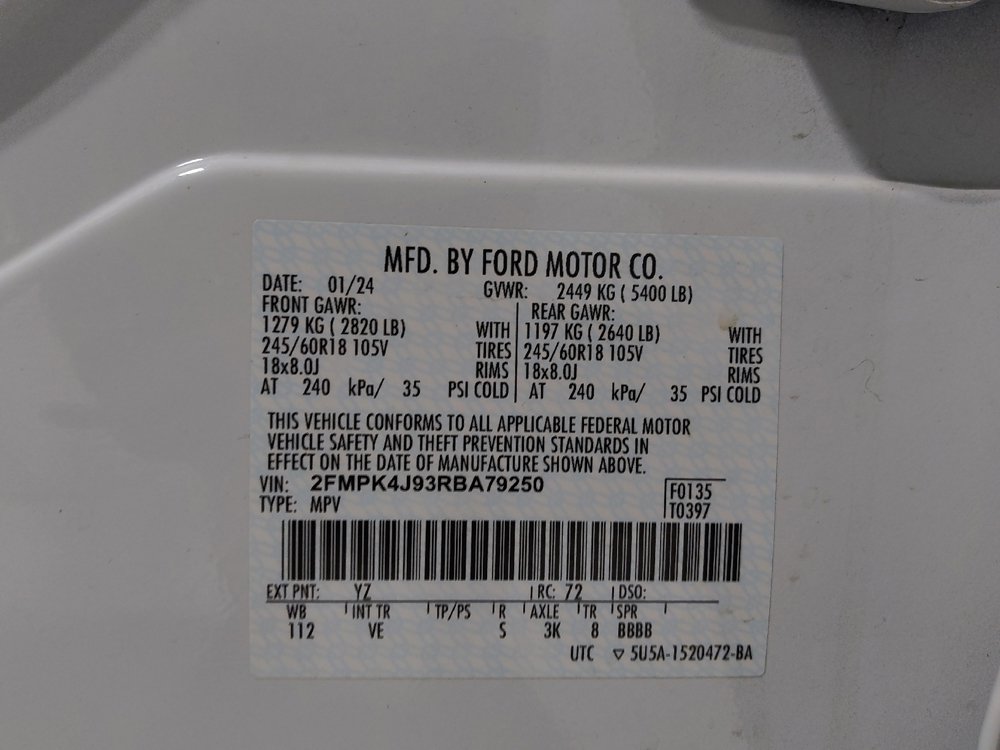 MFD. BY FORD MOTOR CO.
DATE: 01/24 GVWR: 2449 KG ( 5400 LB)
FRONT GAWR: REAR GAWR:
1279 KG ( 2820 LB) WITH 1197 KG ( 2640 LB) WITH
245/60R18 105V TIRES 245/60R18 105V TIRES
18x8.0J RIMS 18x8.0J RIMS
AT 240 kPa/ 35 PSI COLD AT 240 kPa/ 35 PSI COLD
THIS VEHICLE CONFORMS TO ALL APPLICABLE FEDERAL MOTOR
VEHICLE SAFETY AND THEFT PREVENTION STANDARDS IN
EFFECT ON THE DATE OF MANUFACTURE SHOWN ABOVE.
VIN: 2FMPK4J93RBA79250 F0135
TYPE: MPV T0397
EXT PNT: YZ RC: 72 DSO:
WB INT TR TP/PS R AXLE TR SPR
112 VE S 3K 8 BBBB
UTC ▽ 5U5A-1520472-BA